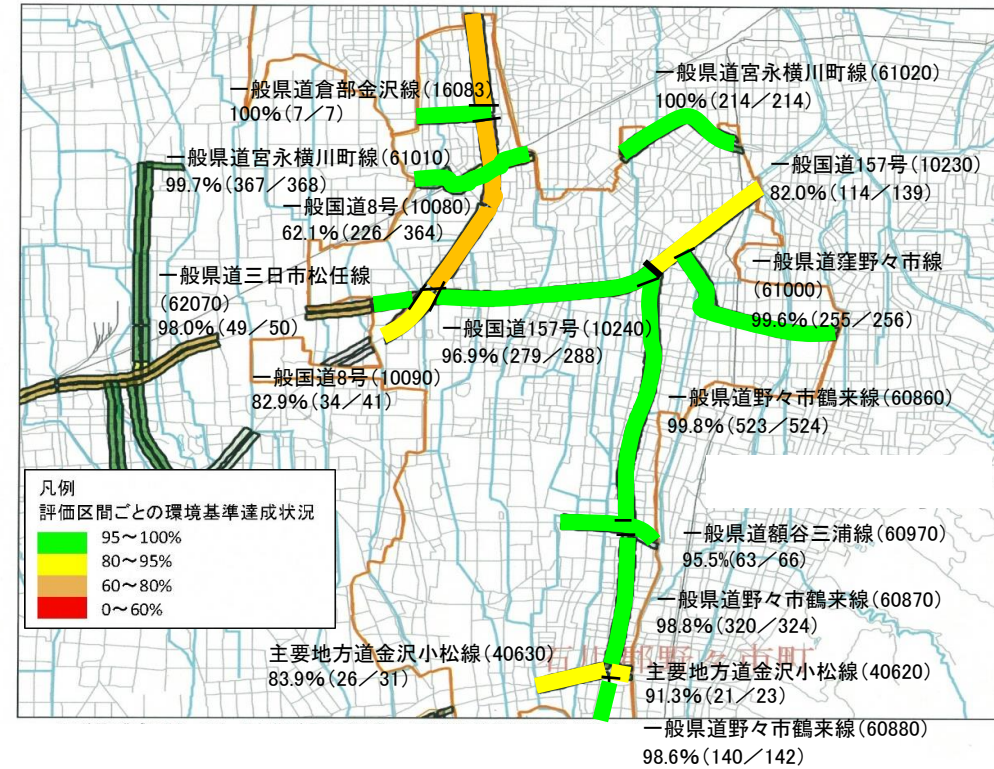 一般県道倉部金沢線(16083)
100%(7／7)
一般県道宮永横川町線(61020)
100%(214／214)
一般県道宮永横川町線(61010)
99.7%(367／368)
一般国道157号(10230)
82.0%(114／139)
一般国道8号(10080)
62.1%(226／364)
一般県道三日市松任線
(62070)
98.0%(49／50)
一般県道窪野々市線
(61000)
99.6%(255／256)
一般国道157号(10240)
96.9%(279／288)
一般国道8号(10090)
82.9%(34／41)
一般県道野々市鶴来線(60860)
99.8%(523／524)
凡例
評価区間ごとの環境基準達成状況
95～100%
80～95%
60～80%
0～60%
一般県道額谷三浦線(60970)
95.5%(63／66)
一般県道野々市鶴来線(60870)
98.8%(320／324)
主要地方道金沢小松線(40630)
83.9%(26／31)
野々市町
主要地方道金沢小松線(40620)
91.3%(21／23)
一般県道野々市鶴来線(60880)
98.6%(140／142)